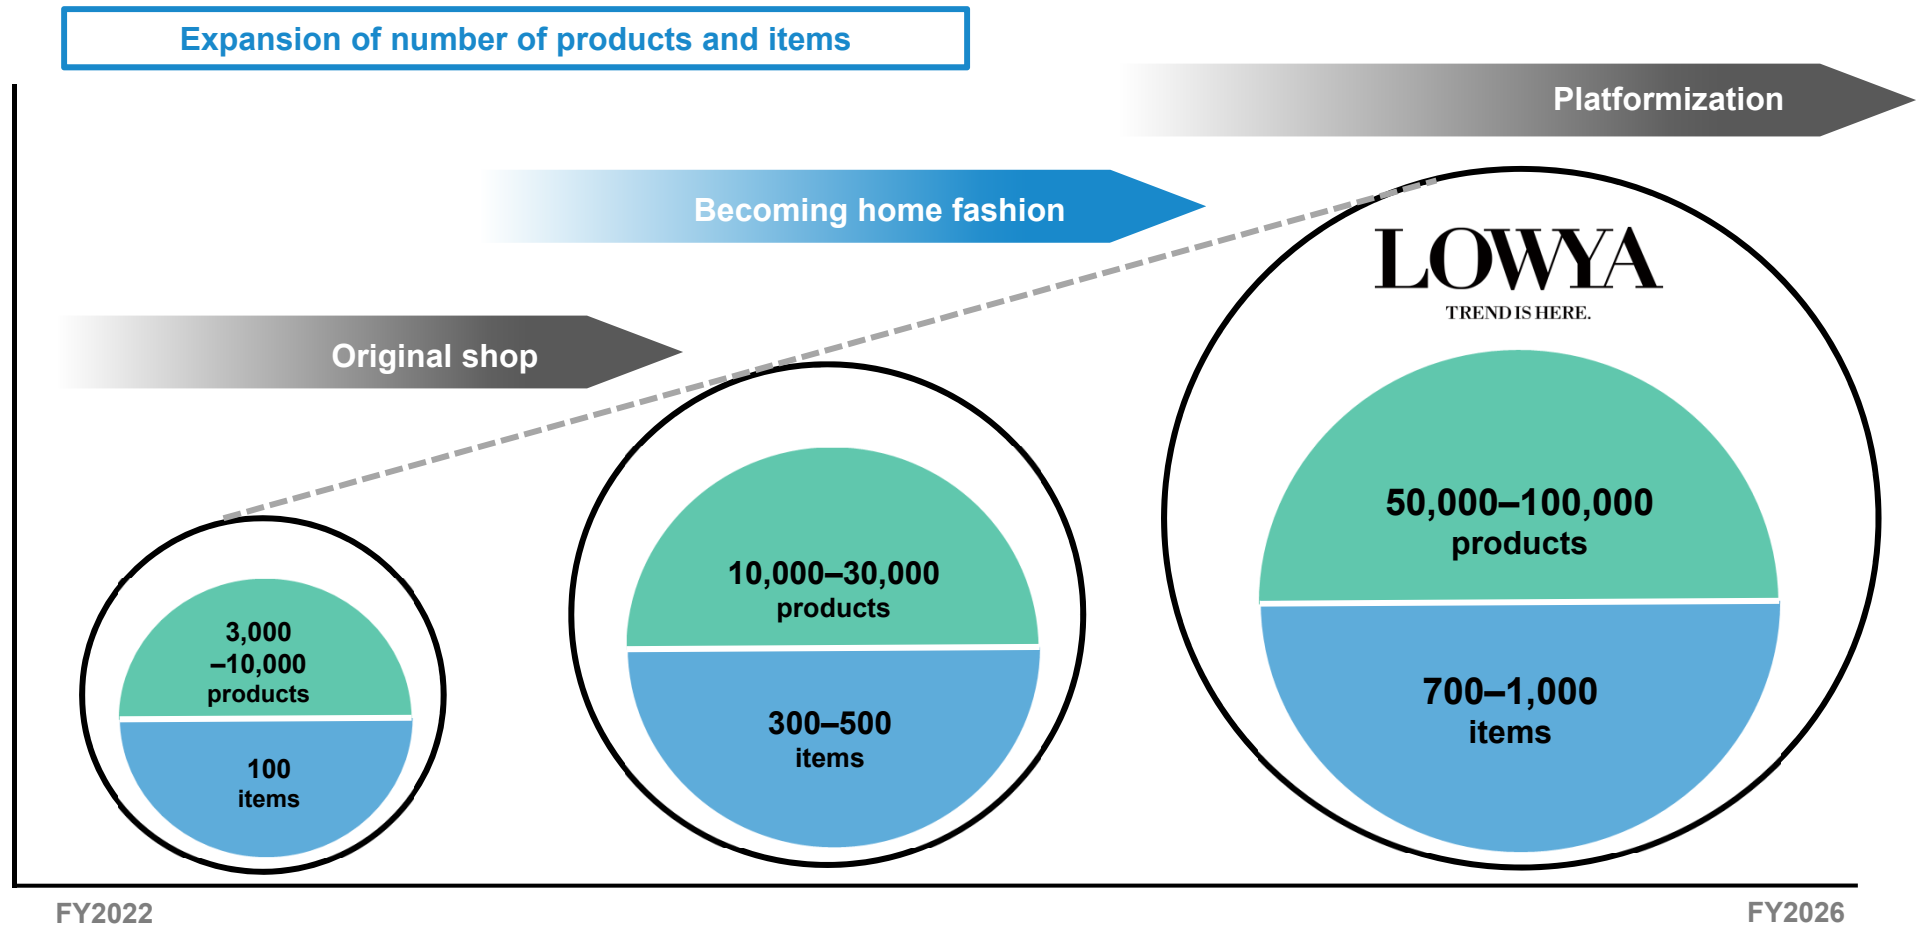 Expansion of number of products and items
Platformization
Becoming home fashion
Original shop
LOWYA
TREND IS HERE.
3,000
–10,000
products
100
items
10,000–30,000
products
300–500
items
50,000–100,000
products
700–1,000
items
FY2022
FY2026